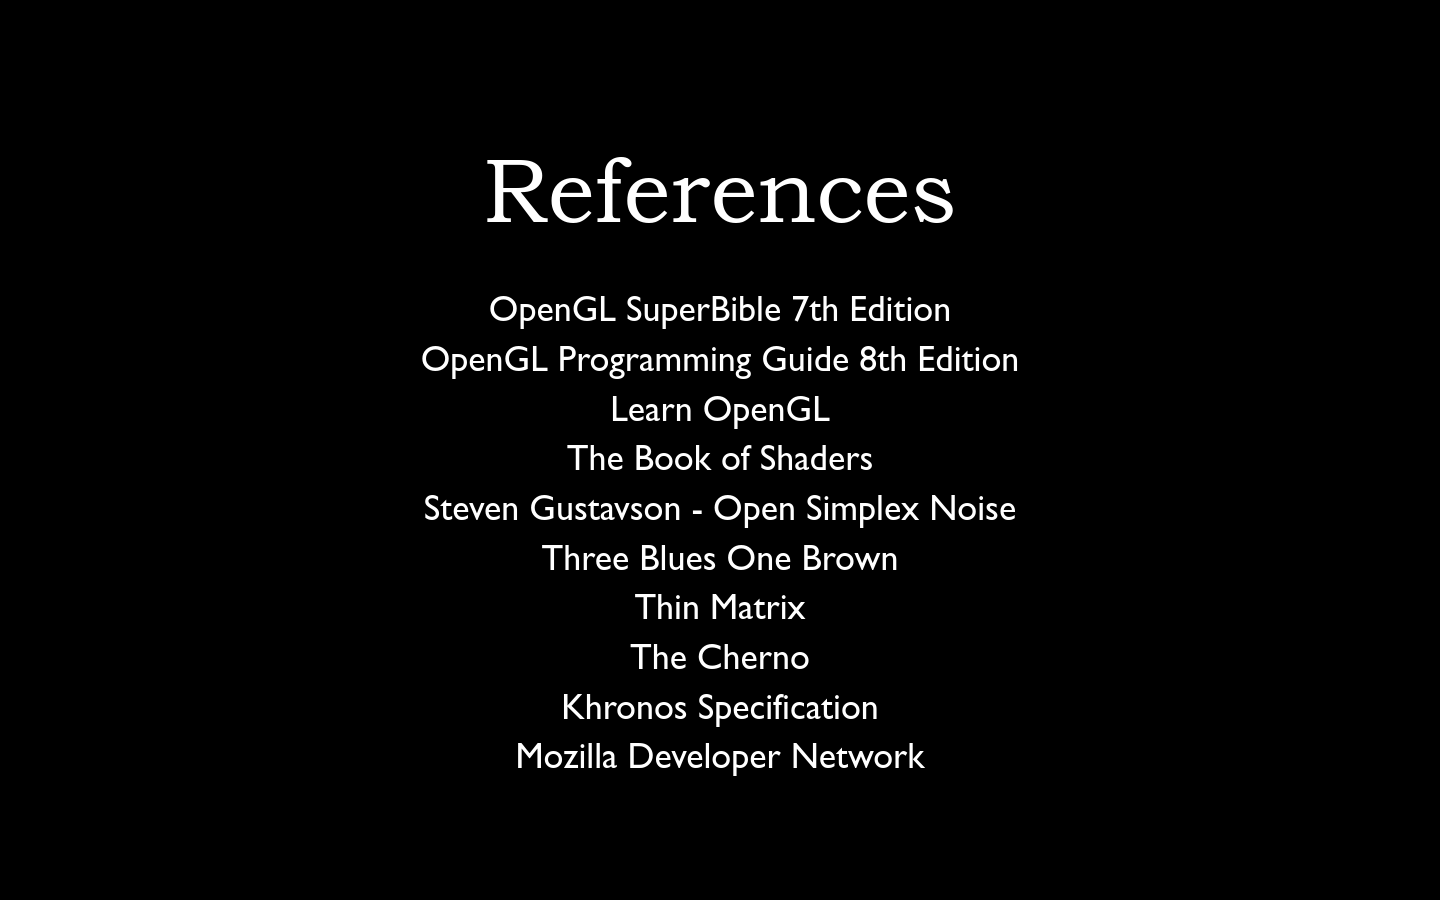 References
OpenGL SuperBible 7th Edition
OpenGL Programming Guide 8th Edition
Learn OpenGL
The Book of Shaders
Steven Gustavson - Open Simplex Noise
Three Blues One Brown
Thin Matrix
The Cherno
Khronos Specification
Mozilla Developer Network